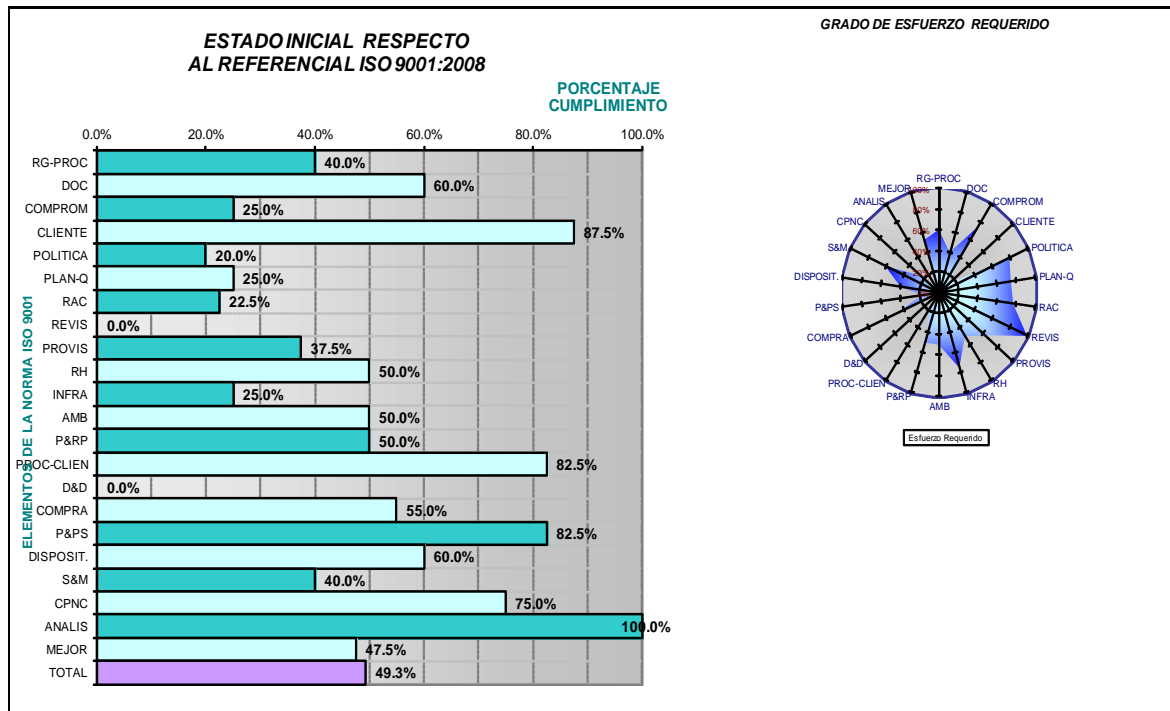 ESTADO INICIAL RESPECTO
AL REFERENCIAL ISO 9001:2008
PORCENTAJE
CUMPLIMIENTO
0.0% 20.0% 40.0% 60.0% 80.0% 100.0%
ELEMENTOS DE LA NORMA ISO 9001
RG-PROC 40.0%
DOC 60.0%
COMPROM 25.0%
CLIENTE 87.5%
POLITICA 20.0%
PLAN-Q 25.0%
RAC 22.5%
REVIS 0.0%
PROVIS 37.5%
RH 50.0%
INFRA 25.0%
AMB 50.0%
P&RP 50.0%
PROC-CLIEN 82.5%
D&D 0.0%
COMPRA 55.0%
P&PS 82.5%
DISPOSIT. 60.0%
S&M 40.0%
CPNC 75.0%
ANALIS 100.0%
MEJOR 47.5%
TOTAL 49.3%
GRADO DE ESFUERZO REQUERIDO
RG-PROC
DOC
COMPROM
CLIENTE
POLITICA
PLAN-Q
RAC
REVIS
PROVIS
RH
INFRA
AMB
P&RP
PROC-CLIEN
D&D
COMPRA
P&PS
DISPOSIT.
S&M
CPNC
ANALIS
MEJOR
100%
80%
60%
40%
20%
Esfuerzo Requerido